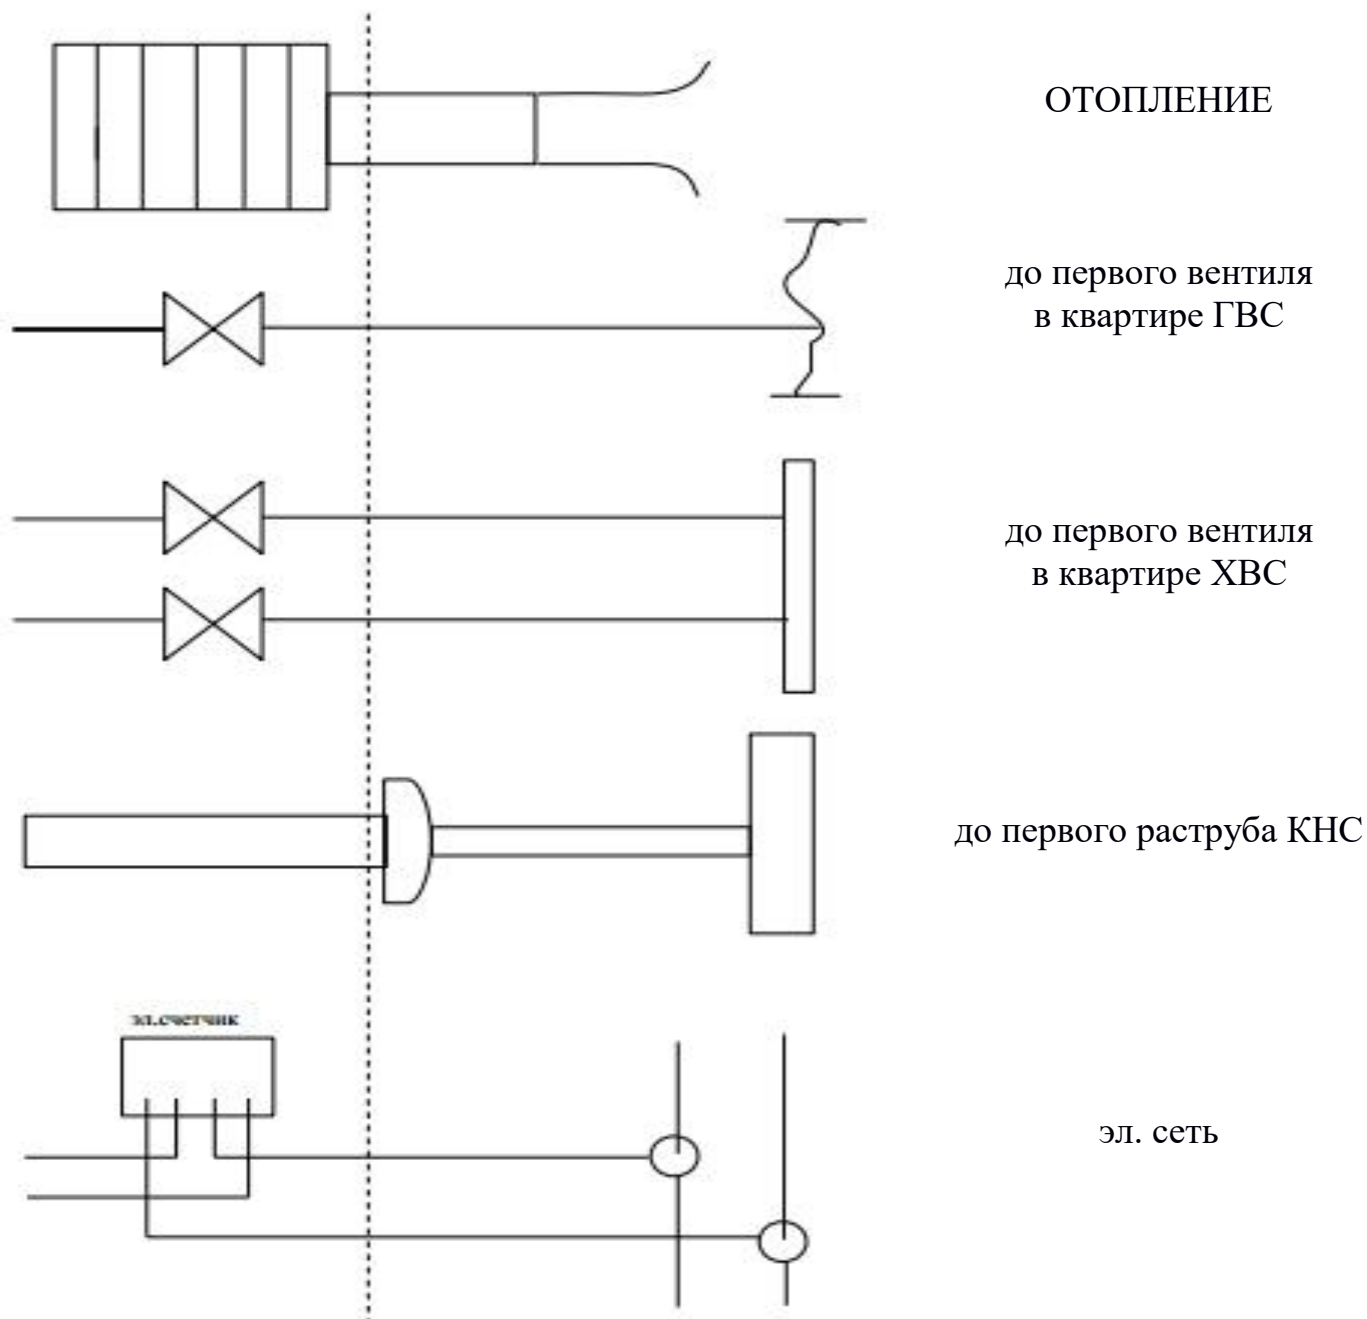 ОТОПЛЕНИЕ
до первого вентиля
в квартире ГВС
до первого вентиля
в квартире ХВС
до первого раструба КНС
эл.счетчик
эл. сеть